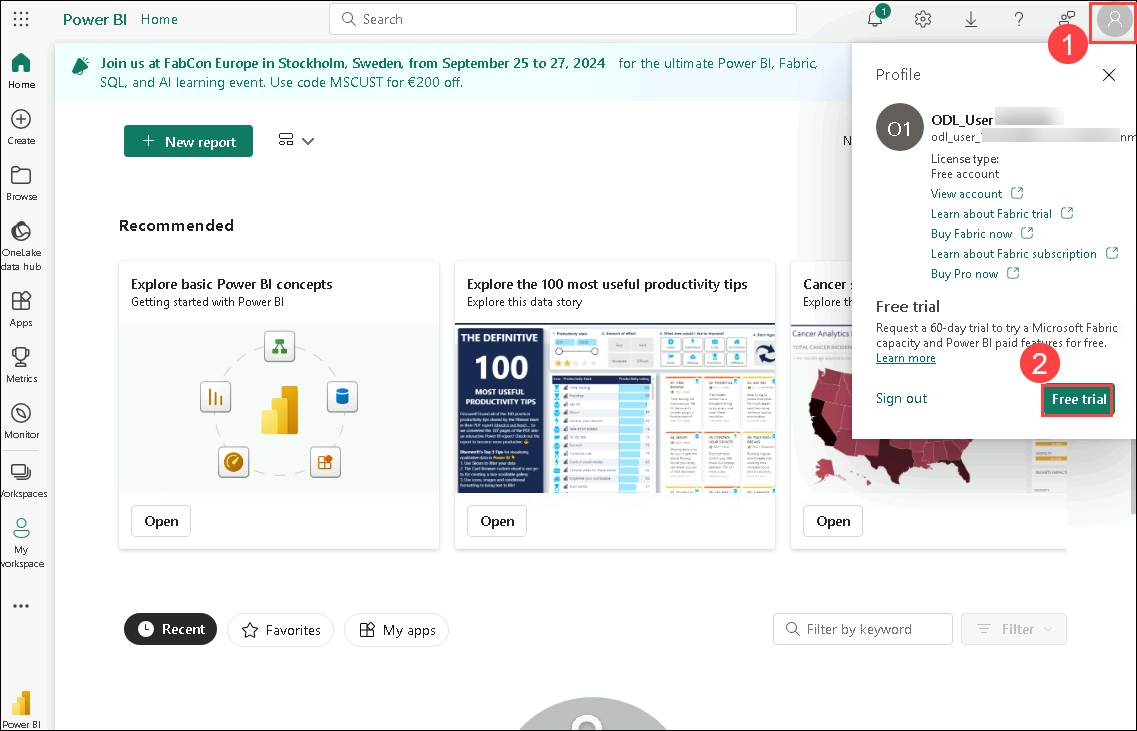 Power BI Home
Search
1
1
Join us at FabCon Europe in Stockholm, Sweden, from September 25 to 27, 2024 for the ultimate Power BI, Fabric,
SQL, and AI learning event. Use code MSCUST for €200 off.
Home
Create
Browse
OneLake
data hub
Apps
Metrics
Monitor
Workspaces
My
workspace
Power BI
New report
N
Profile
O1
ODL_User
odl_user_
nm
License type:
Free account
View account
Learn about Fabric trial
Buy Fabric now
Learn about Fabric subscription
Buy Pro now
Free trial
Request a 60-day trial to try a Microsoft Fabric
capacity and Power BI paid features for free.
Learn more
2
Sign out
Free trial
Recommended
Explore basic Power BI concepts
Getting started with Power BI
Open
Explore the 100 most useful productivity tips
Explore this data story
THE DEFINITIVE
100
MOST USEFUL
PRODUCTIVITY TIPS
Open
Cancer s
Explore th
Cancer Analytics
TOTAL CANCER INCIDEN
Open
Recent
Favorites
My apps
Filter by keyword
Filter